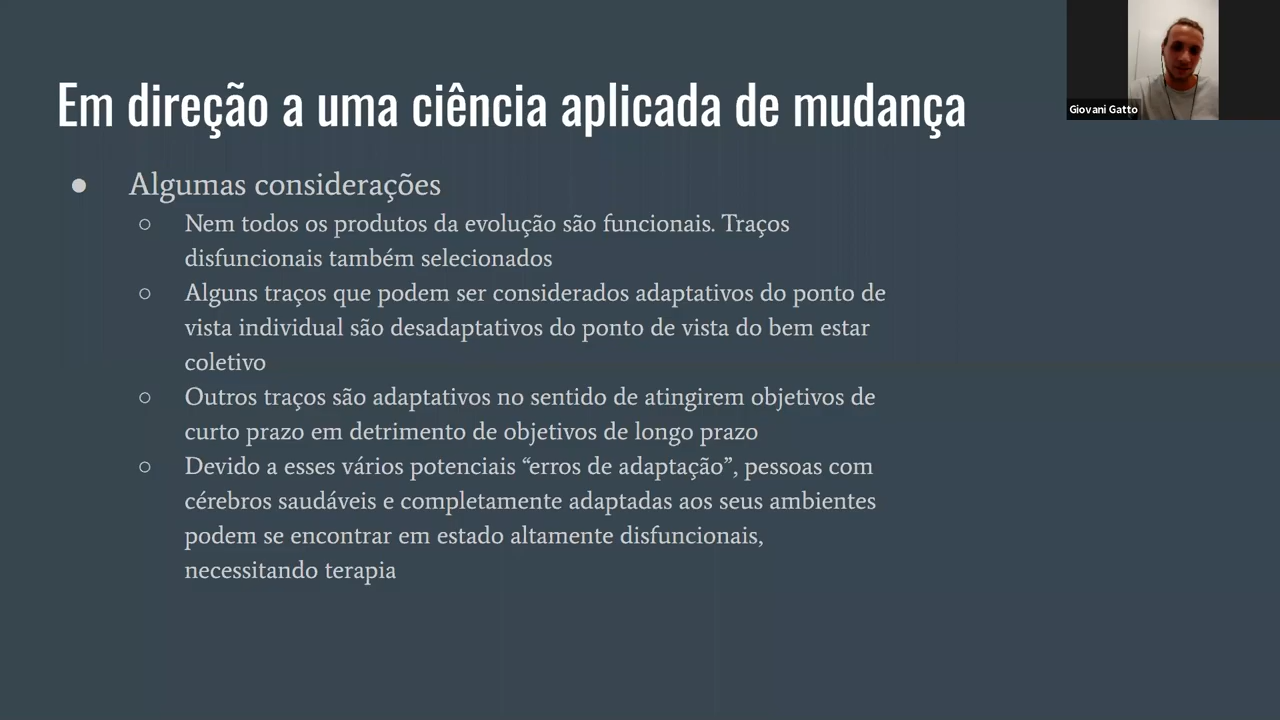 Em direção a uma ciência aplicada de mudança
Giovani Gatto
● Algumas considerações
○ Nem todos os produtos da evolução são funcionais. Traços
disfuncionais também selecionados
○ Alguns traços que podem ser considerados adaptativos do ponto de
vista individual são desadaptativos do ponto de vista do bem estar
coletivo
○ Outros traços são adaptativos no sentido de atingirem objetivos de
curto prazo em detrimento de objetivos de longo prazo
○ Devido a esses vários potenciais “erros de adaptação”, pessoas com
cérebros saudáveis e completamente adaptadas aos seus ambientes
podem se encontrar em estado altamente disfuncionais,
necessitando terapia